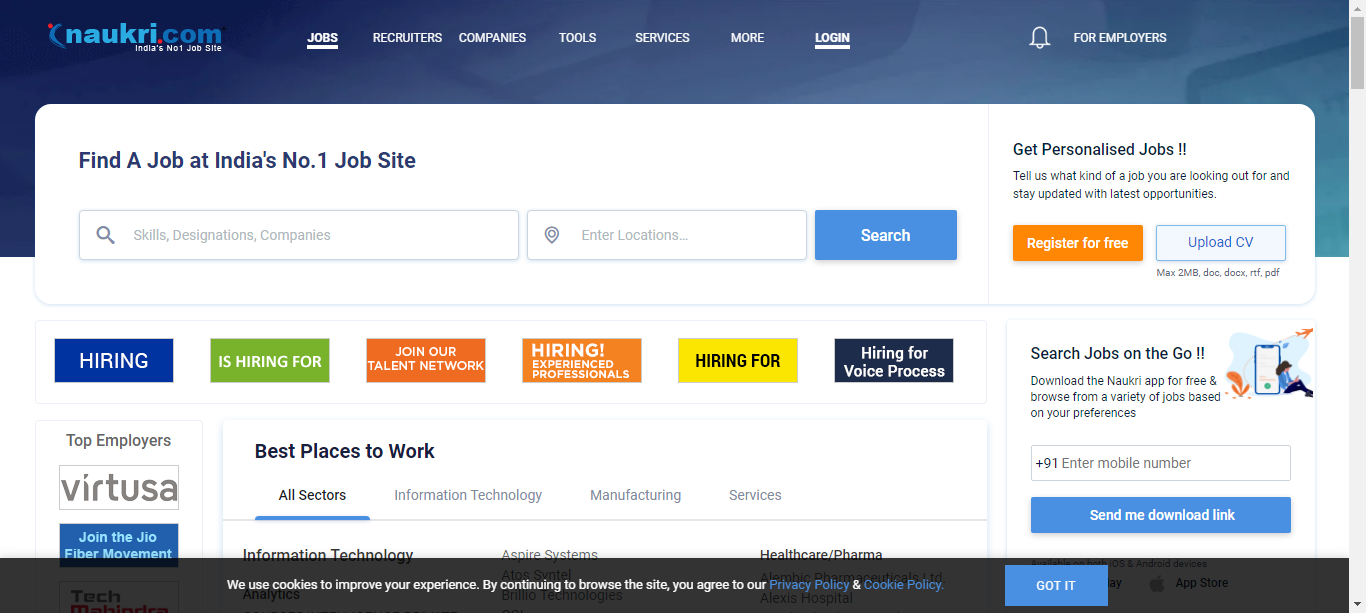 naukri.com
India's No1 Job Site
JOBS
RECRUITERS
COMPANIES
TOOLS
SERVICES
MORE
LOGIN
FOR EMPLOYERS
Find A Job at India's No.1 Job Site
Skills, Designations, Companies
Enter Locations...
Search
Get Personalised Jobs !!
Tell us what kind of a job you are looking out for and
stay updated with latest opportunities.
Register for free
Upload CV
Max 2MB, doc, docx, rtf, pdf
HIRING
IS HIRING FOR
JOIN OUR
TALENT NETWORK
HIRING!
EXPERIENCED
PROFESSIONALS
HIRING FOR
Hiring for
Voice Process
Search Jobs on the Go !!
Download the Naukri app for free &
browse from a variety of jobs based
on your preferences
+91 Enter mobile number
Send me download link
Available on both iOS & Android devices
App Store
Top Employers
virtusa
Join the Jio
Fiber Movement
Tech
Mahindra
Best Places to Work
All Sectors
Information Technology
Manufacturing
Services
Information Technology
Analytics
Aspire Systems
Atos Syntel
Brillio Technologies
Healthcare/Pharma
Alembic Pharmaceuticals Ltd
Alexis Hospital
We use cookies to improve your experience. By continuing to browse the site, you agree to our Privacy Policy & Cookie Policy.
GOT IT